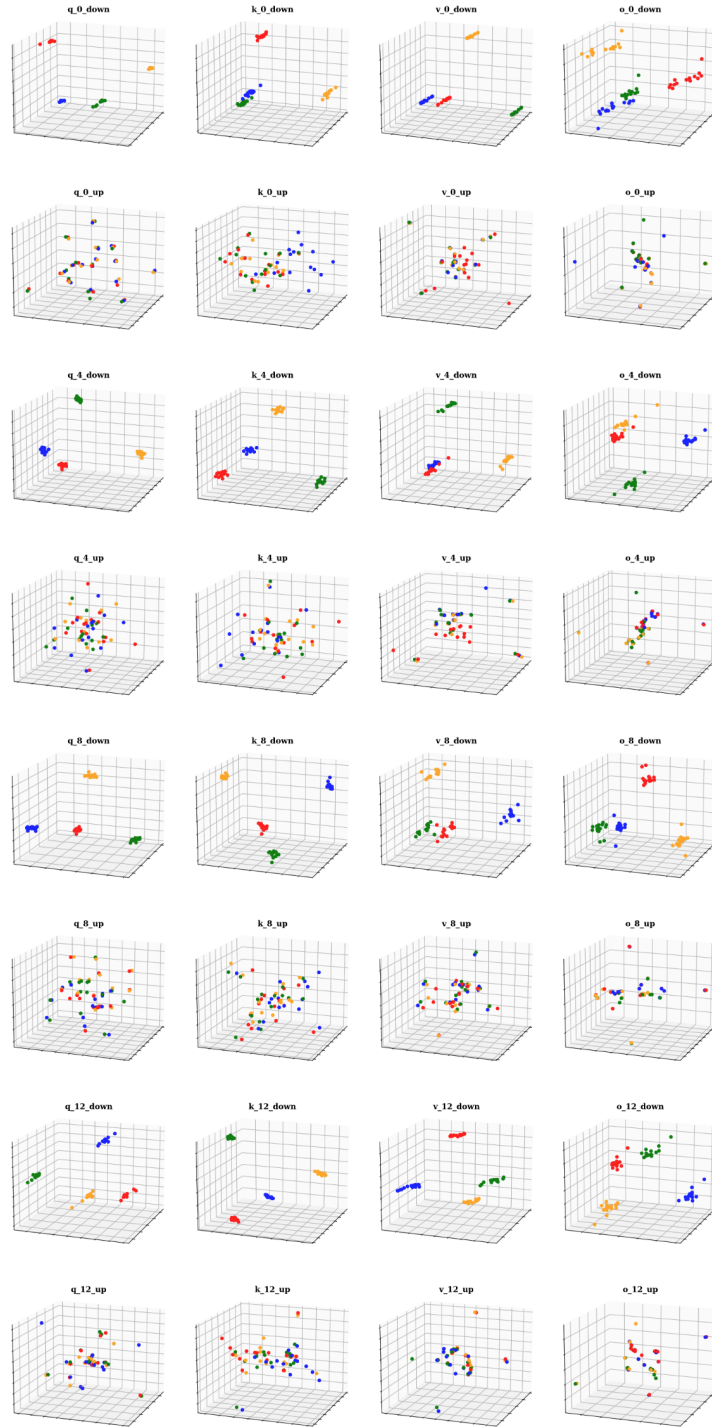 q_0_down k_0_down v_0_down o_0_down
q_0_up k_0_up v_0_up o_0_up
q_4_down k_4_down v_4_down o_4_down
q_4_up k_4_up v_4_up o_4_up
q_8_down k_8_down v_8_down o_8_down
q_8_up k_8_up v_8_up o_8_up
q_12_down k_12_down v_12_down o_12_down
q_12_up k_12_up v_12_up o_12_up